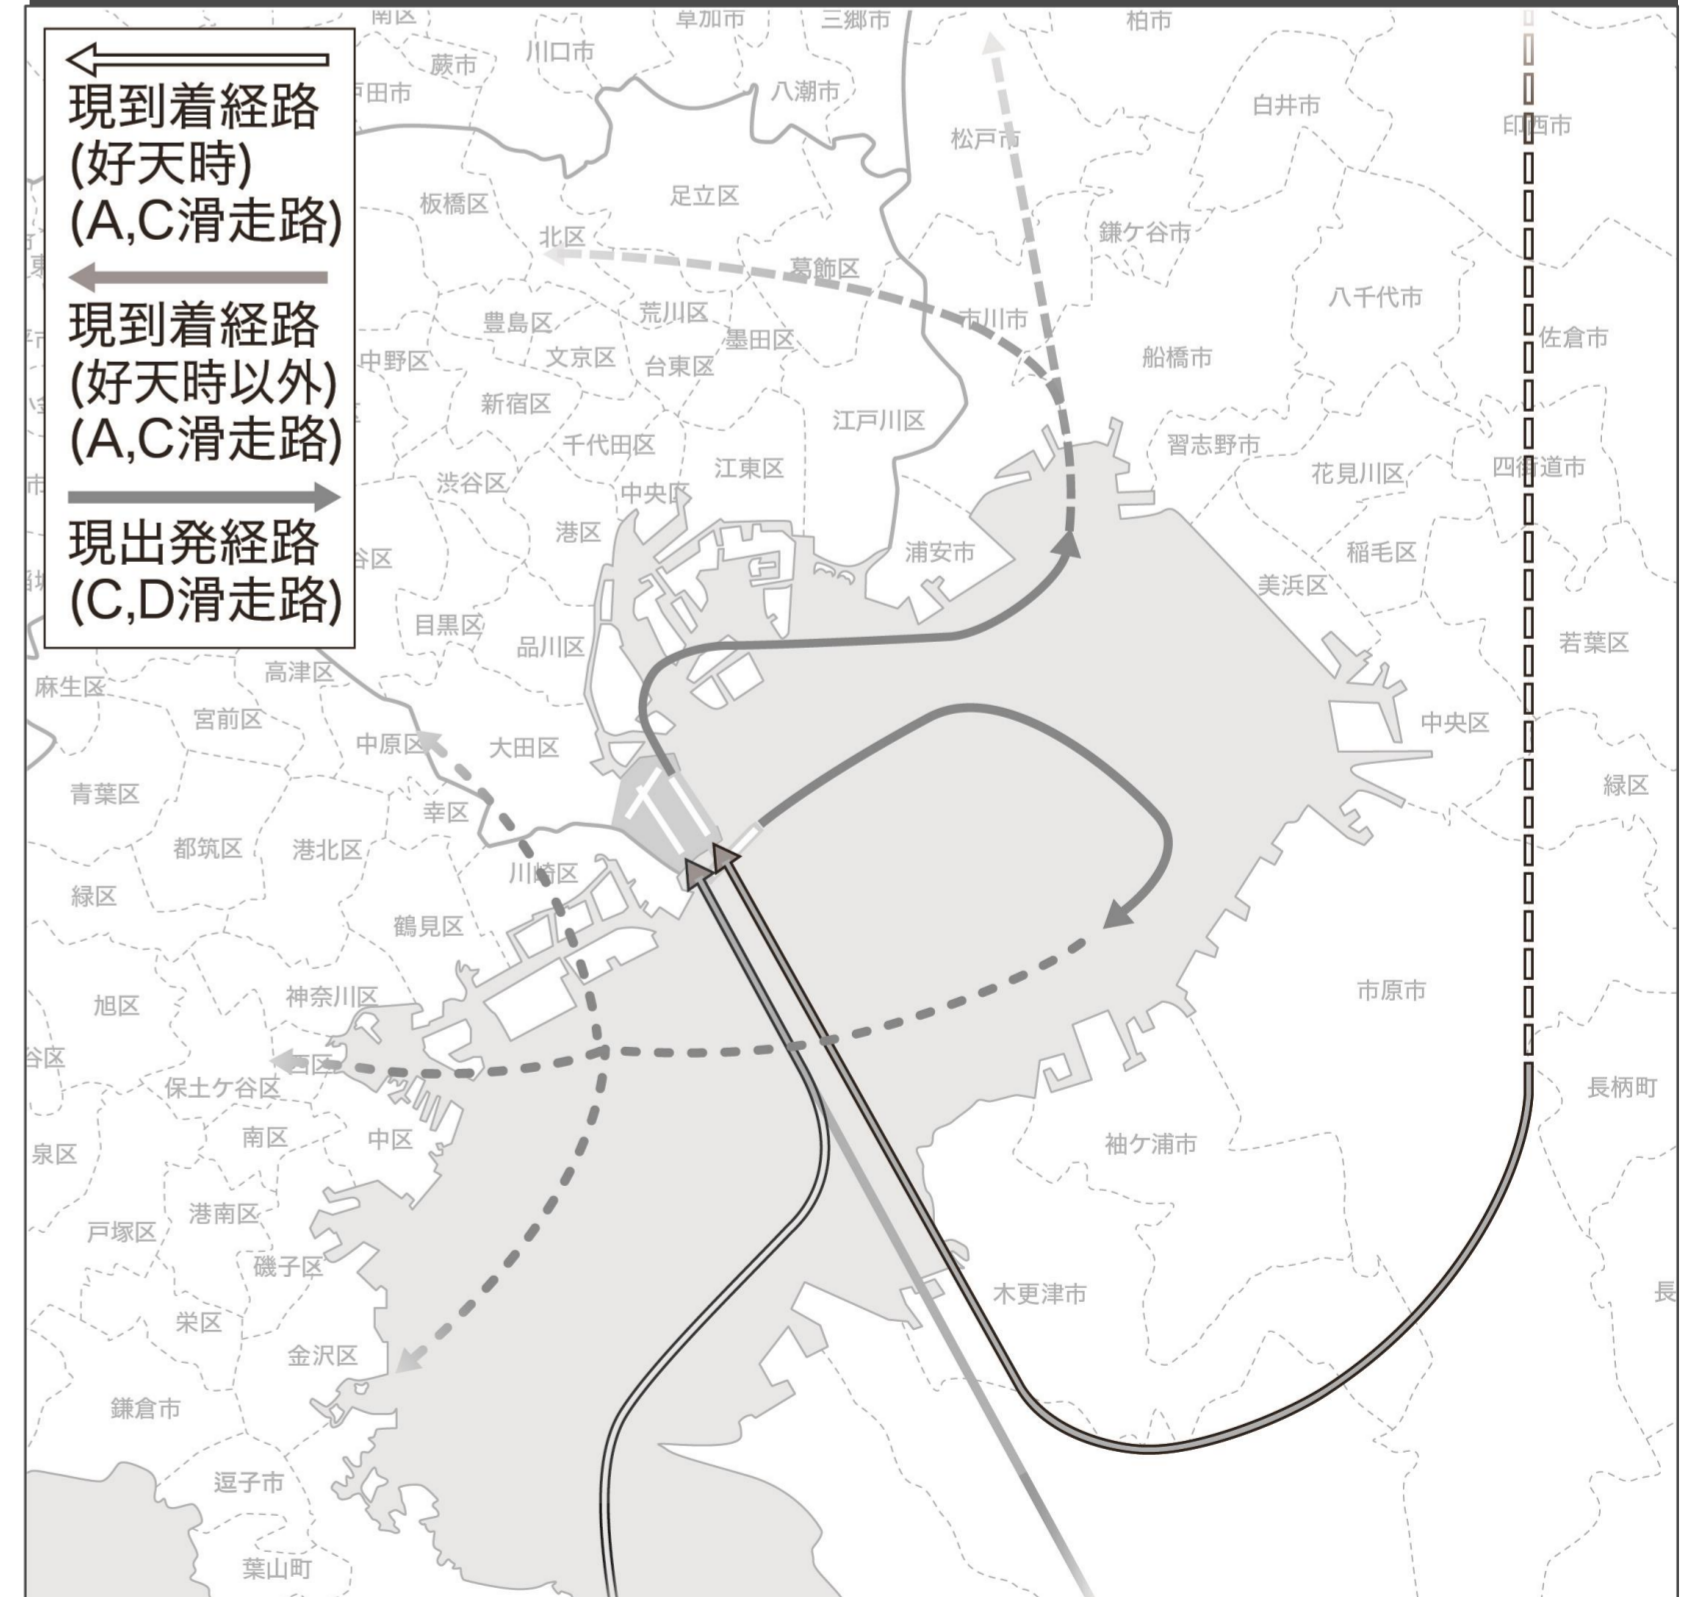 現到着経路
(好天時)
(A,C滑走路)
現到着経路
(好天時以外)
(A,C滑走路)
現出発経路
(C,D滑走路)
南区
草加市
三郷市
柏市
川口市
蕨市
戸田市
八潮市
白井市
印西市
松戸市
板橋区
足立区
北区
鎌ケ谷市
葛飾区
八千代市
豊島区
荒川区
市川市
墨田区
佐倉市
中野区
文京区
台東区
船橋市
新宿区
江戸川区
千代田区
習志野市
渋谷区
江東区
花見川区
四街道市
中央区
港区
浦安市
稲毛区
谷区
美浜区
目黒区
品川区
若葉区
高津区
麻生区
宮前区
中原区
大田区
中央区
青葉区
幸区
緑区
都筑区
港北区
川崎区
緑区
鶴見区
旭区
神奈川区
市原市
谷区
西区
保土ケ谷区
長柄町
南区
中区
泉区
袖ケ浦市
港南区
戸塚区
磯子区
木更津市
長
栄区
金沢区
鎌倉市
逗子市
葉山町